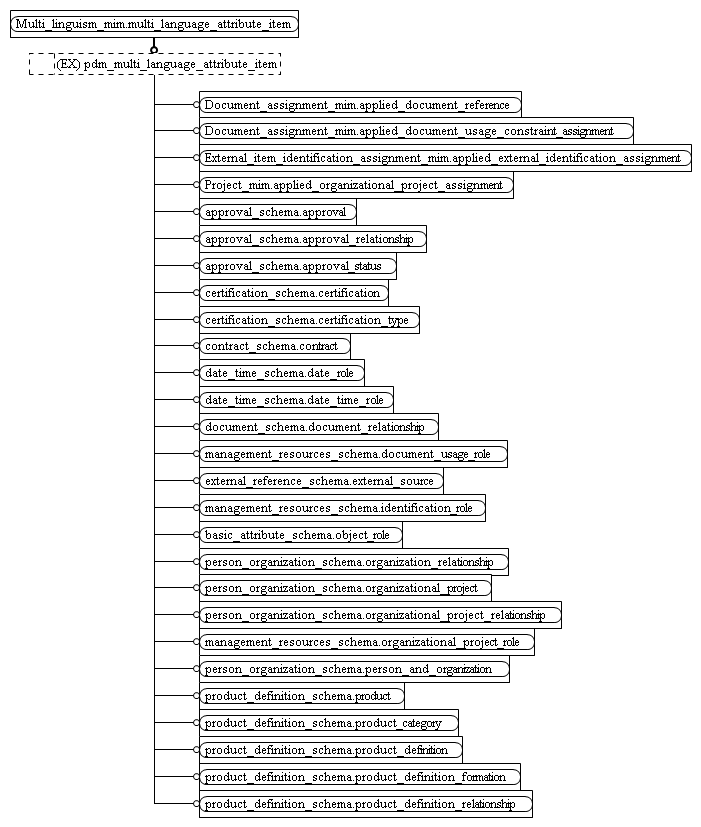 Multi_linguism_mim.multi_language_attribute_item
(EX) pdm_multi_language_attribute_item
Document_assignment_mim.applied_document_reference
Document_assignment_mim.applied_document_usage_constraint_assignment
External_item_identification_assignment_mim.applied_external_identification_assignment
Project_mim.applied_organizational_project_assignment
approval_schema.approval
approval_schema.approval_relationship
approval_schema.approval_status
certification_schema.certification
certification_schema.certification_type
contract_schema.contract
date_time_schema.date_role
date_time_schema.date_time_role
document_schema.document_relationship
management_resources_schema.document_usage_role
external_reference_schema.external_source
management_resources_schema.identification_role
basic_attribute_schema.object_role
person_organization_schema.organization_relationship
person_organization_schema.organizational_project
person_organization_schema.organizational_project_relationship
management_resources_schema.organizational_project_role
person_organization_schema.person_and_organization
product_definition_schema.product
product_definition_schema.product_category
product_definition_schema.product_definition
product_definition_schema.product_definition_formation
product_definition_schema.product_definition_relationship